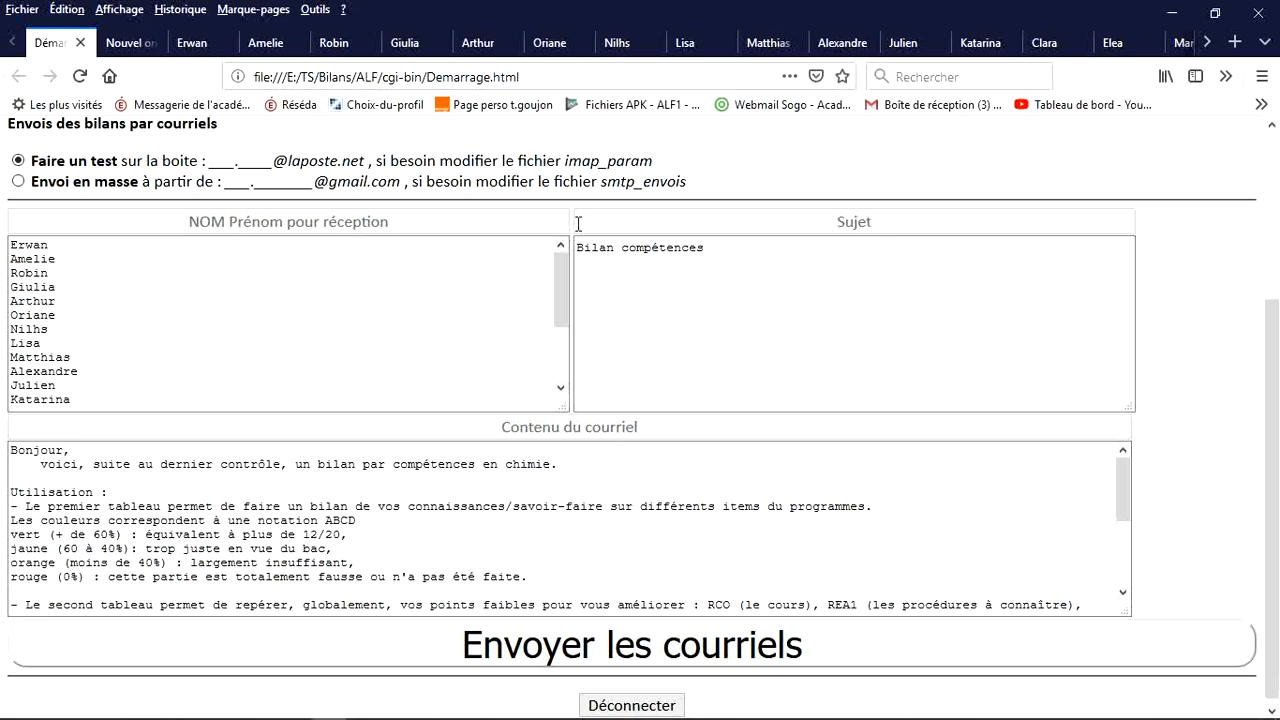 Fichier Édition Affichage Historique Marque-pages Outils ?
Déma Nouvel on Erwan Amelie Robin Giulia Arthur Oriane Nilhs Lisa Matthias Alexandre Julien Katarina Clara Elea Mar
file:///E:/TS/Bilans/ALF/cgi-bin/Demarrage.html Rechercher
Les plus visités Messagerie de l'acadé... Réséda Choix-du-profil Page perso t.goujon Fichiers APK - ALF1 - ... Webmail Sogo - Acad... Boîte de réception (3) ... Tableau de bord - You...
Envois des bilans par courriels
Faire un test sur la boite : ___.____@laposte.net , si besoin modifier le fichier imap_param
Envoi en masse à partir de : ___._______@gmail.com , si besoin modifier le fichier smtp_envois
NOM Prénom pour réception
Sujet
Erwan
Amelie
Robin
Giulia
Arthur
Oriane
Nilhs
Lisa
Matthias
Alexandre
Julien
Katarina
Bilan compétences
Contenu du courriel
Bonjour,
voici, suite au dernier contrôle, un bilan par compétences en chimie.
Utilisation :
- Le premier tableau permet de faire un bilan de vos connaissances/savoir-faire sur différents items du programmes.
Les couleurs correspondent à une notation ABCD
vert (+ de 60%) : équivalent à plus de 12/20,
jaune (60 à 40%): trop juste en vue du bac,
orange (moins de 40%) : largement insuffisant,
rouge (0%) : cette partie est totalement fausse ou n'a pas été faite.
- Le second tableau permet de repérer, globalement, vos points faibles pour vous améliorer : RCO (le cours), REA1 (les procédures à connaître),
Envoyer les courriels
Déconnecter